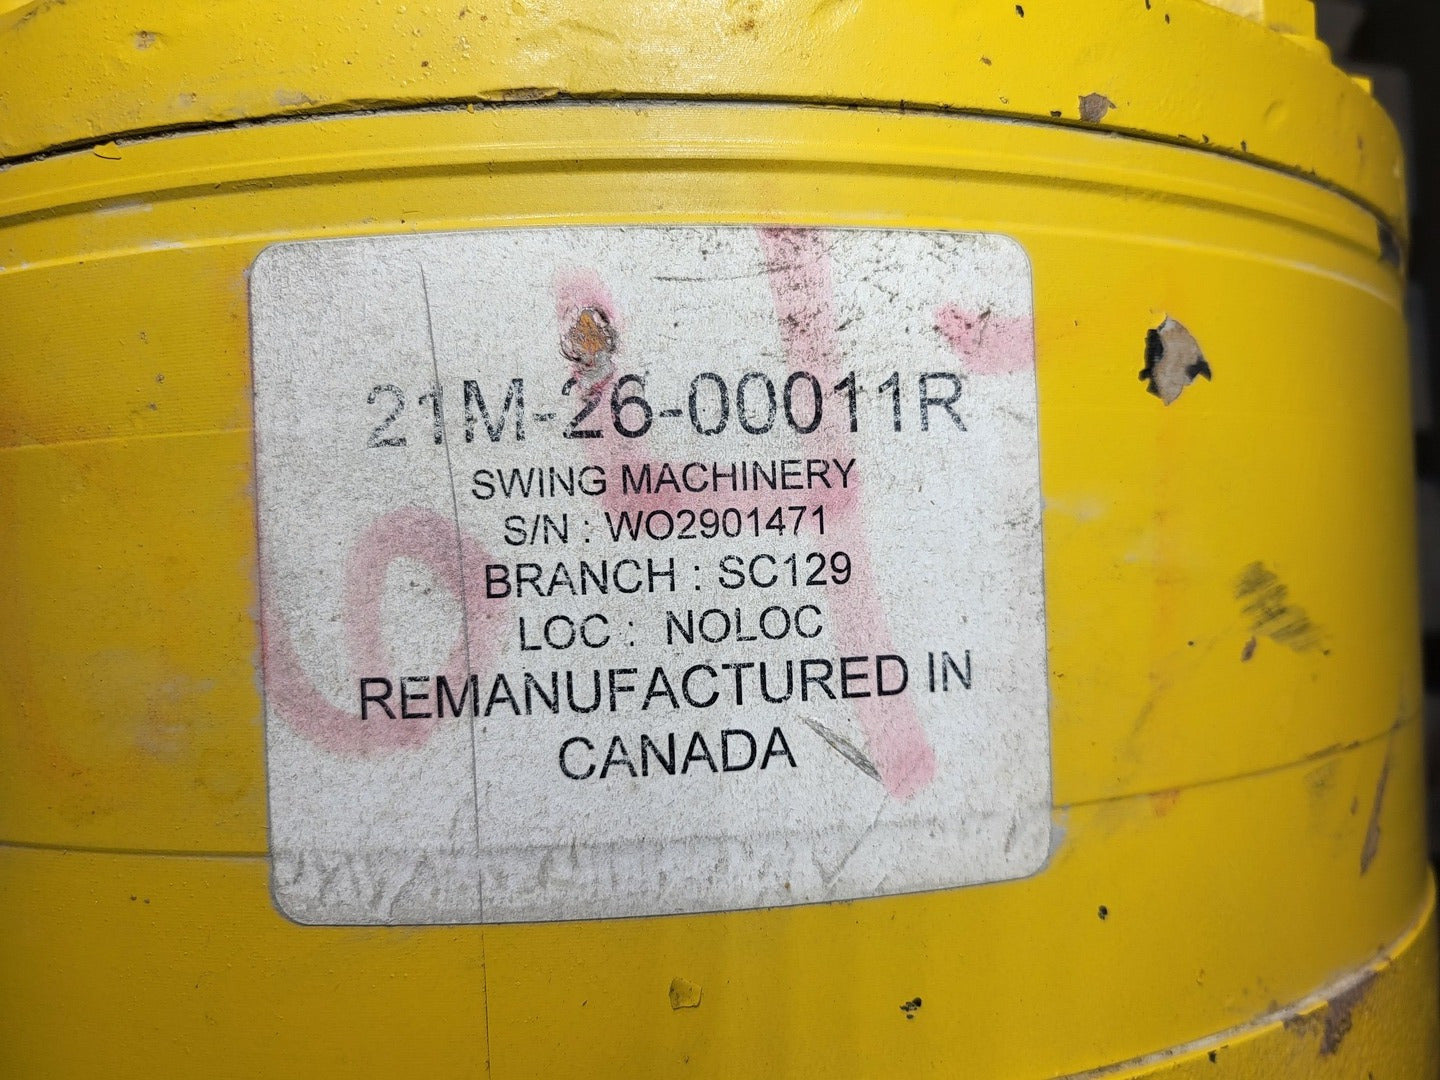 21M-26-00011R
SWING MACHINERY
S/N : WO2901471
BRANCH : SC129
LOC :  NOLOC
REMANUFACTURED IN
CANADA